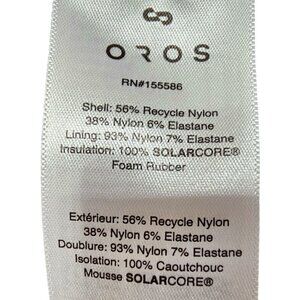 OROS
RN#155586
Shell: 56% Recycle Nylon
38% Nylon 6% Elastane
Lining: 93% Nylon 7% Elastane
Insulation: 100% SOLARCORE®
Foam Rubber
Extérieur: 56% Recycle Nylon
38% Nylon 6% Elastane
Doublure: 93% Nylon 7% Elastane
Isolation: 100% Caoutchouc
Mousse SOLARCORE®